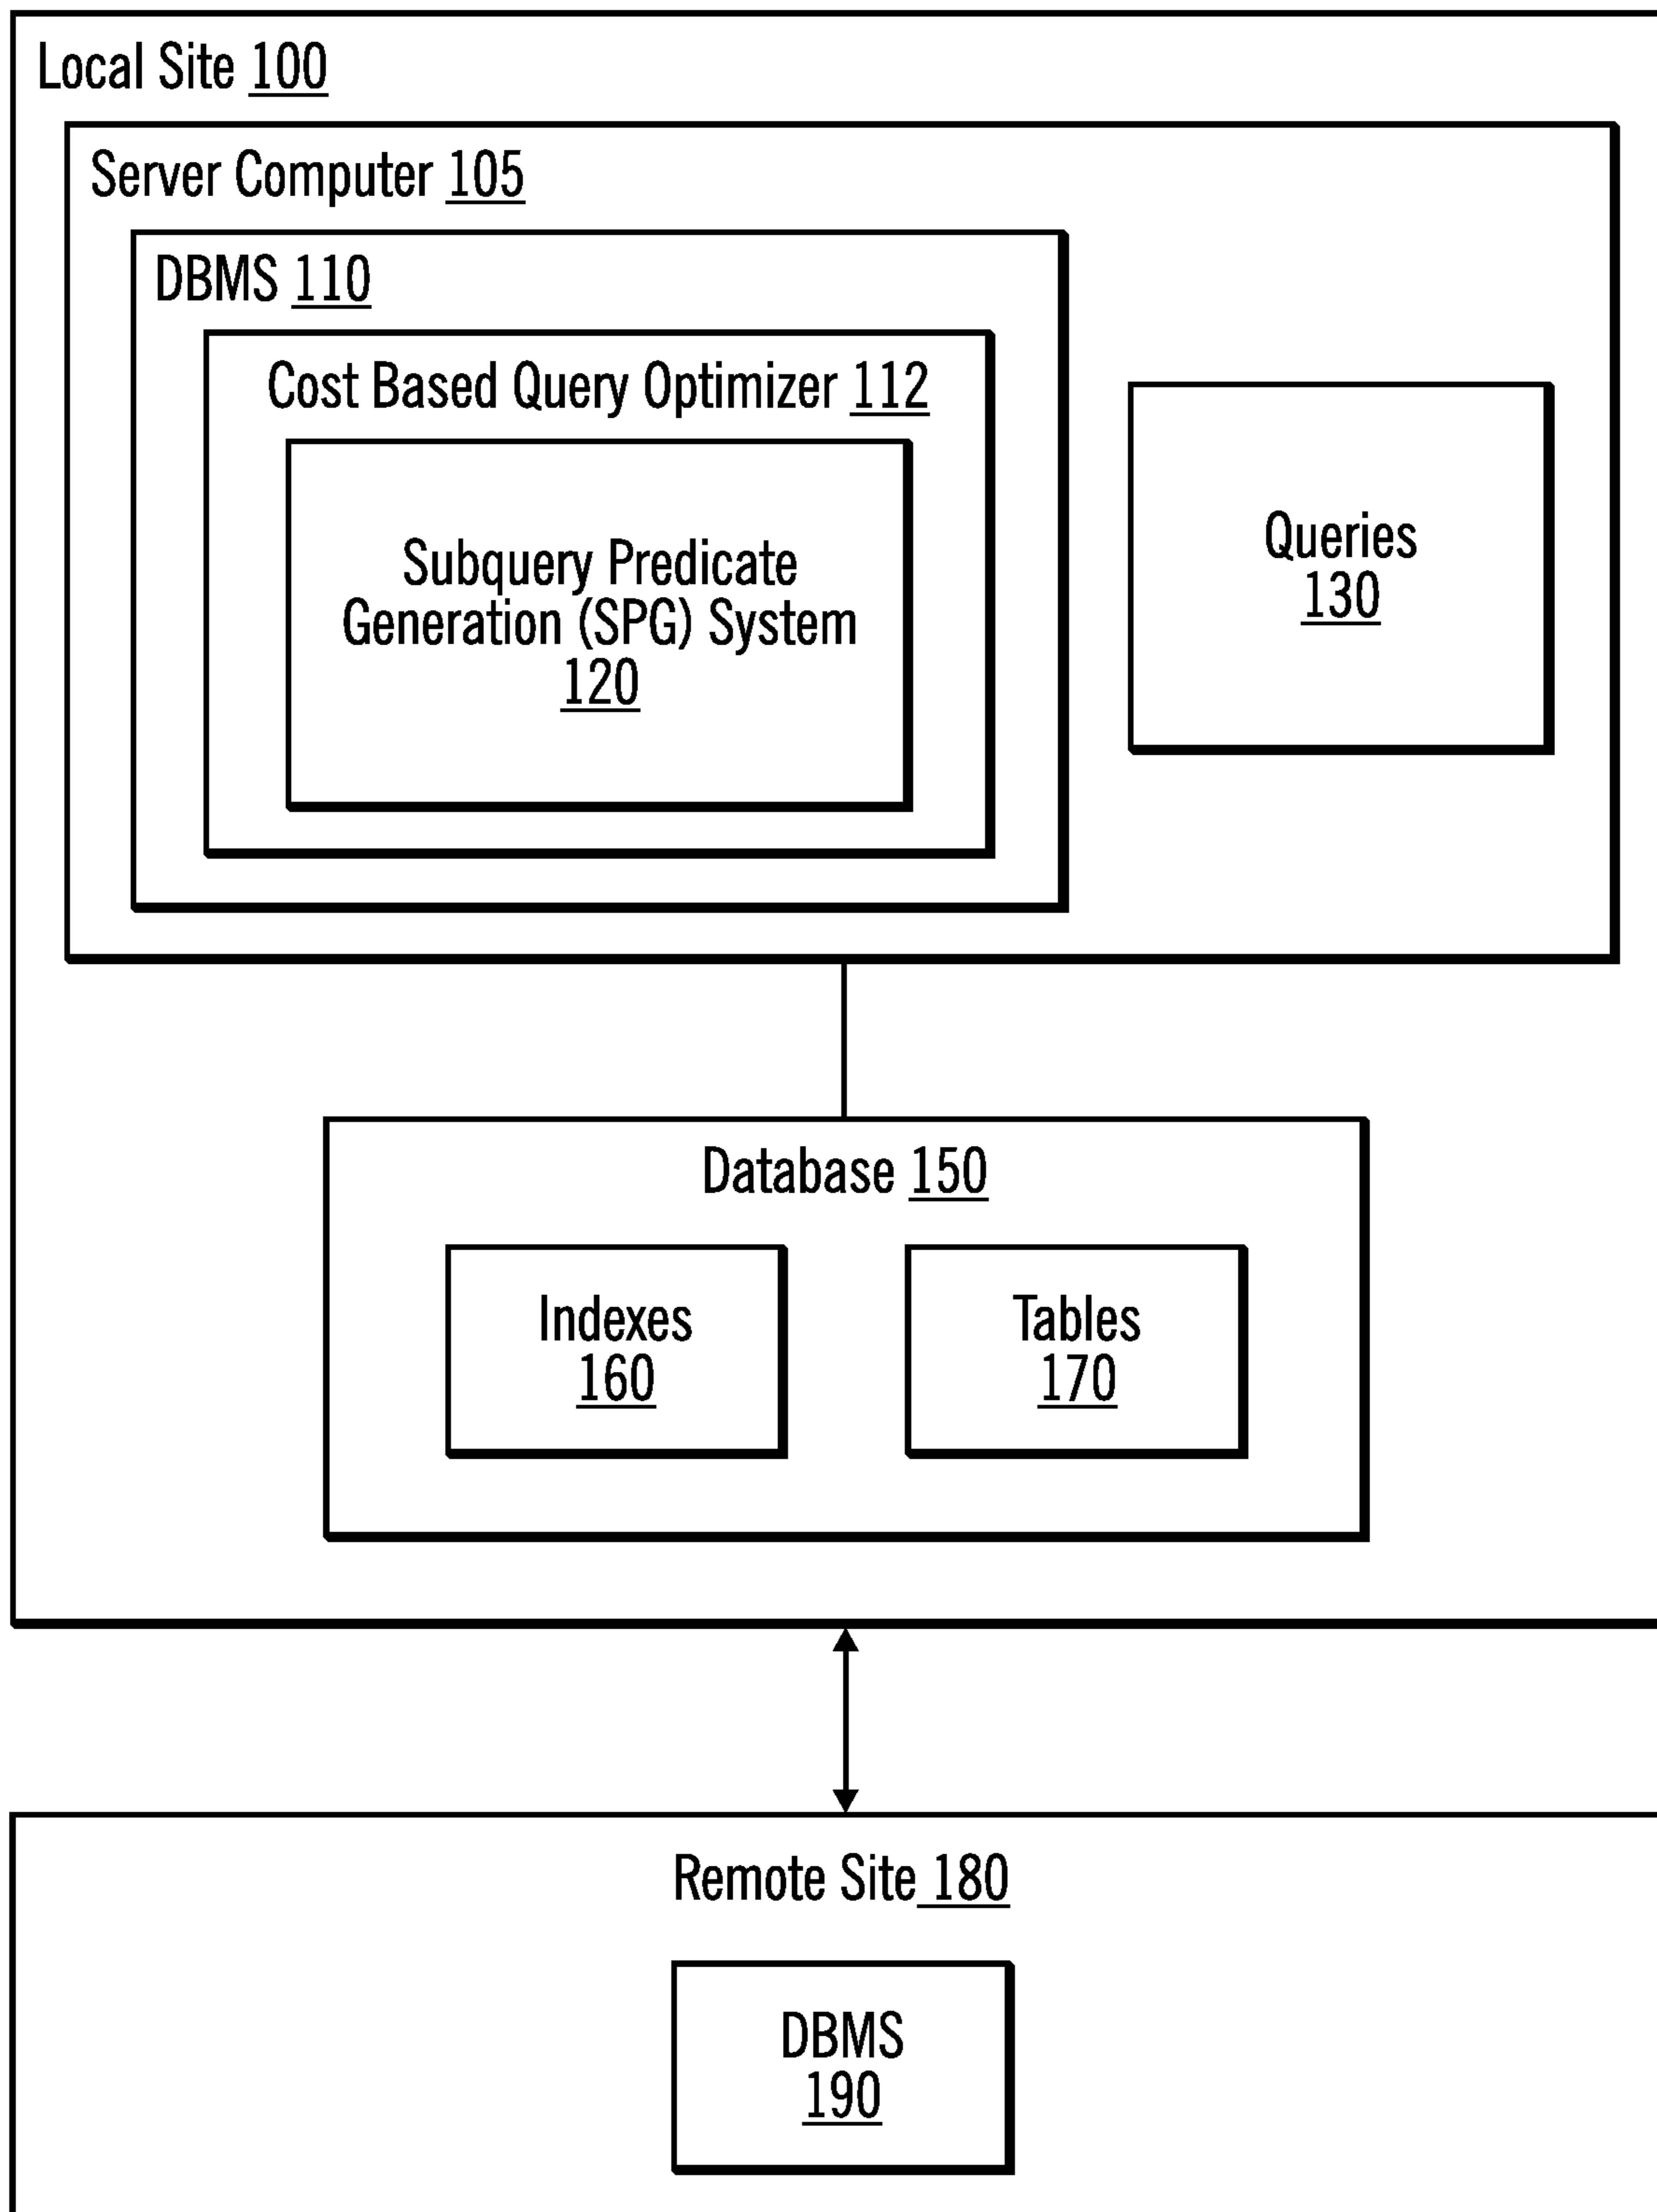 Local Site 100
Server Computer 105
DBMS 110
Cost Based Query Optimizer 112
Subquery Predicate
Generation (SPG) System
120
Queries
130
Database 150
Indexes
160
Tables
170
Remote Site 180
DBMS
190